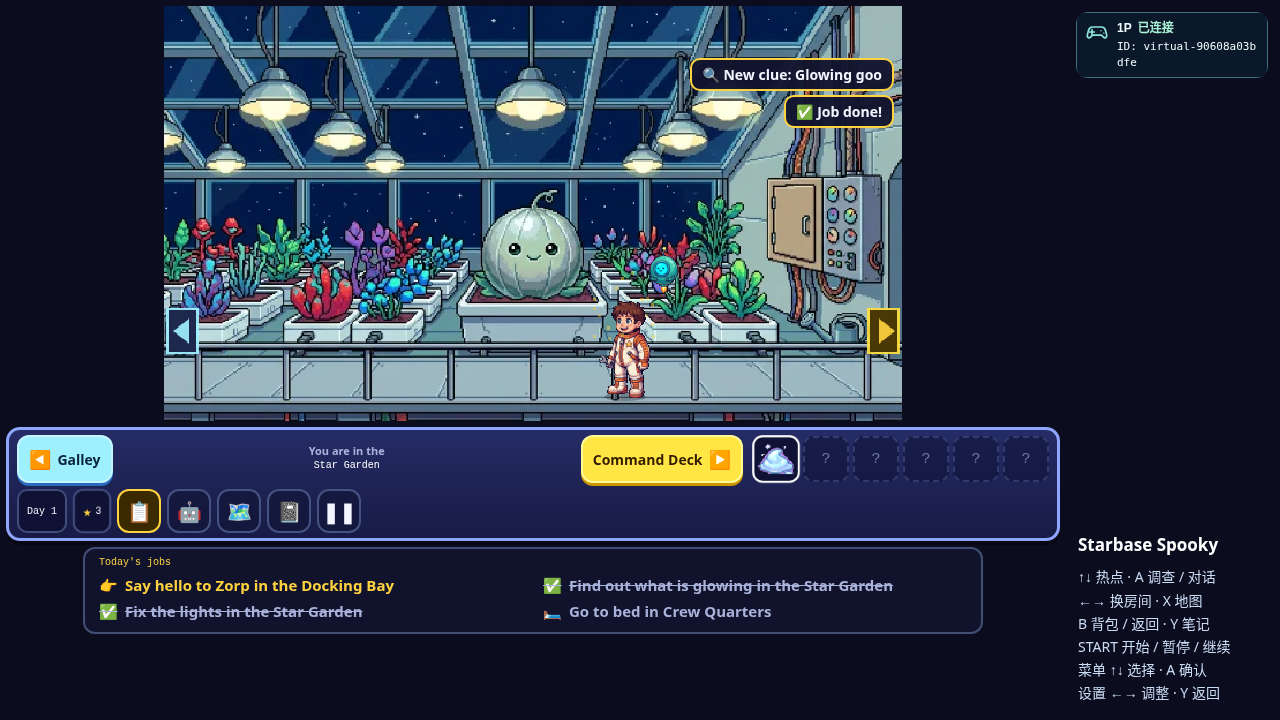 🔍 New clue: Glowing goo
✅ Job done!
1P 已连接
ID: virtual-90608a03b
dfe
◀ Galley
You are in the
Star Garden
Command Deck ▶
? ? ? ? ?
Day 1
★ 3
Today's jobs
👉 Say hello to Zorp in the Docking Bay
✅ Find out what is glowing in the Star Garden
✅ Fix the lights in the Star Garden
🛏️ Go to bed in Crew Quarters
Starbase Spooky
↑↓ 热点 · A 调查 / 对话
←→ 换房间 · X 地图
B 背包 / 返回 · Y 笔记
START 开始 / 暂停 / 继续
菜单 ↑↓ 选择 · A 确认
设置 ←→ 调整 · Y 返回